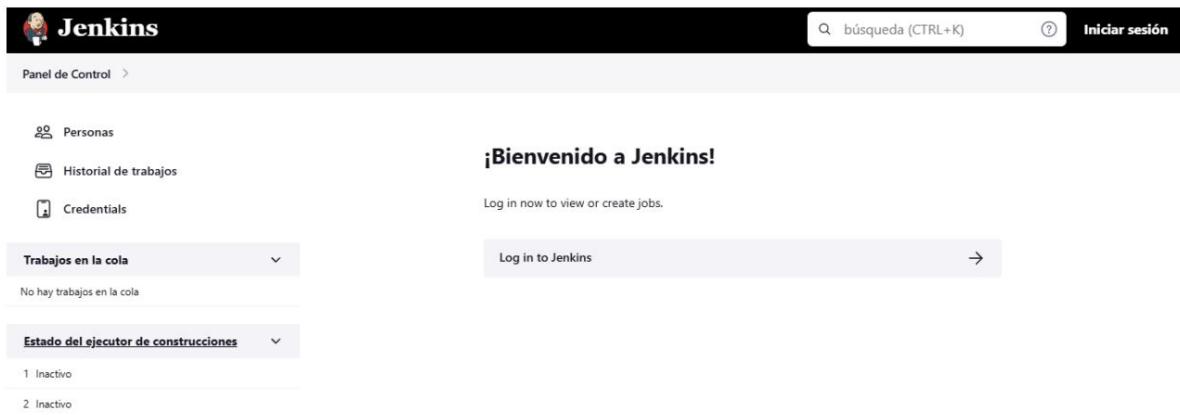 Jenkins
búsqueda (CTRL+K)
?
Iniciar sesión
Panel de Control >
Personas
Historial de trabajos
Credentials
Trabajos en la cola
No hay trabajos en la cola
Estado del ejecutor de construcciones
1 Inactivo
2 Inactivo
¡Bienvenido a Jenkins!
Log in now to view or create jobs.
Log in to Jenkins